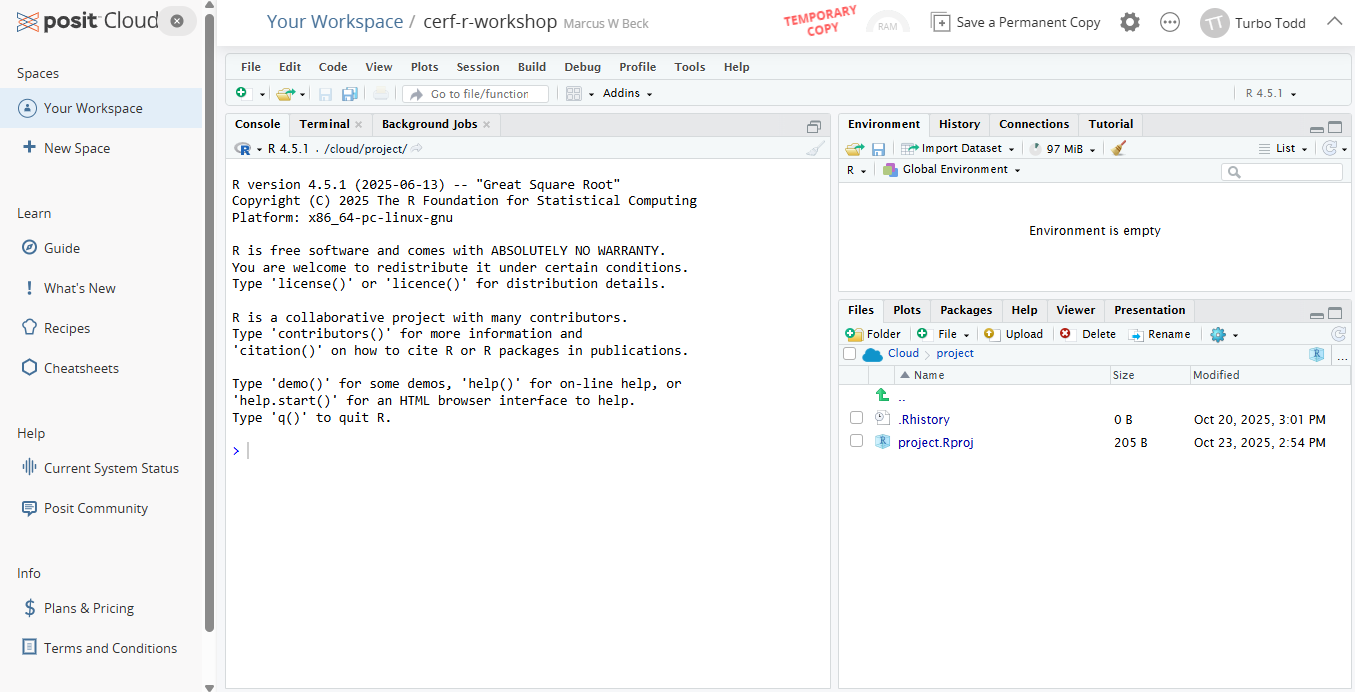 posit Cloud
Spaces
Your Workspace
New Space
Learn
Guide
What's New
Recipes
Cheatsheets
Help
Current System Status
Posit Community
Info
Plans & Pricing
Terms and Conditions
Your Workspace / cerf-r-workshop Marcus W Beck
TEMPORARY COPY
RAM
Save a Permanent Copy
TT Turbo Todd
File Edit Code View Plots Session Build Debug Profile Tools Help
Go to file/function Addins R 4.5.1
Console Terminal Background Jobs
R R 4.5.1 . /cloud/project/
R version 4.5.1 (2025-06-13) -- "Great Square Root"
Copyright (C) 2025 The R Foundation for Statistical Computing
Platform: x86_64-pc-linux-gnu
R is free software and comes with ABSOLUTELY NO WARRANTY.
You are welcome to redistribute it under certain conditions.
Type 'license()' or 'licence()' for distribution details.
R is a collaborative project with many contributors.
Type 'contributors()' for more information and
'citation()' on how to cite R or R packages in publications.
Type 'demo()' for some demos, 'help()' for on-line help, or
'help.start()' for an HTML browser interface to help.
Type 'q()' to quit R.
>
Environment History Connections Tutorial
Import Dataset 97 MiB List
R Global Environment
Environment is empty
Files Plots Packages Help Viewer Presentation
Folder File Upload Delete Rename
Cloud project R ...
Name Size Modified
..
.Rhistory 0 B Oct 20, 2025, 3:01 PM
R project.Rproj 205 B Oct 23, 2025, 2:54 PM